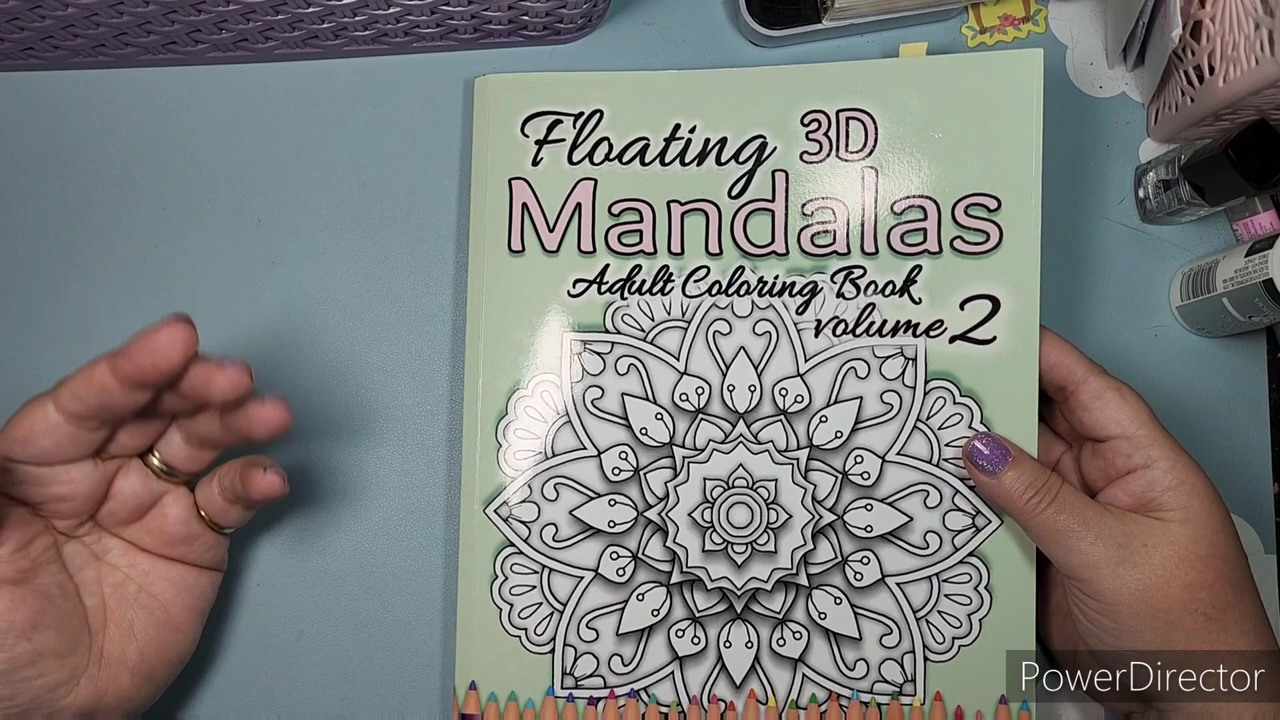 Floating 3D
Mandalas
Adult Coloring Book
volume 2
PowerDirector